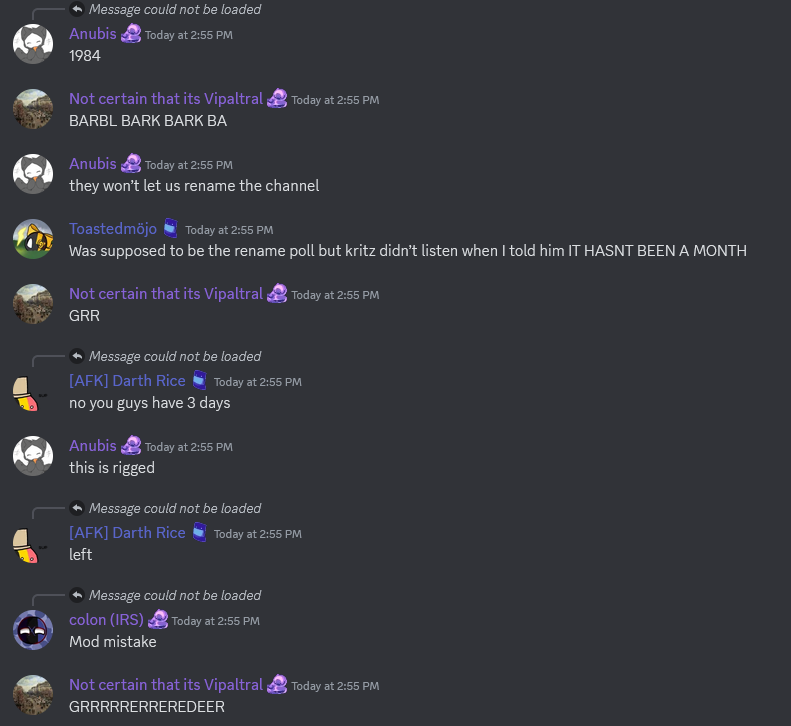 Message could not be loaded
Anubis Today at 2:55 PM
1984
Not certain that its Vipaltral Today at 2:55 PM
BARBL BARK BARK BA
Anubis Today at 2:55 PM
they won't let us rename the channel
Toastedmöjo Today at 2:55 PM
Was supposed to be the rename poll but kritz didn't listen when I told him IT HASNT BEEN A MONTH
Not certain that its Vipaltral Today at 2:55 PM
GRR
Message could not be loaded
[AFK] Darth Rice Today at 2:55 PM
no you guys have 3 days
Anubis Today at 2:55 PM
this is rigged
Message could not be loaded
[AFK] Darth Rice Today at 2:55 PM
left
Message could not be loaded
colon (IRS) Today at 2:55 PM
Mod mistake
Not certain that its Vipaltral Today at 2:55 PM
GRRRRRERREREDEER